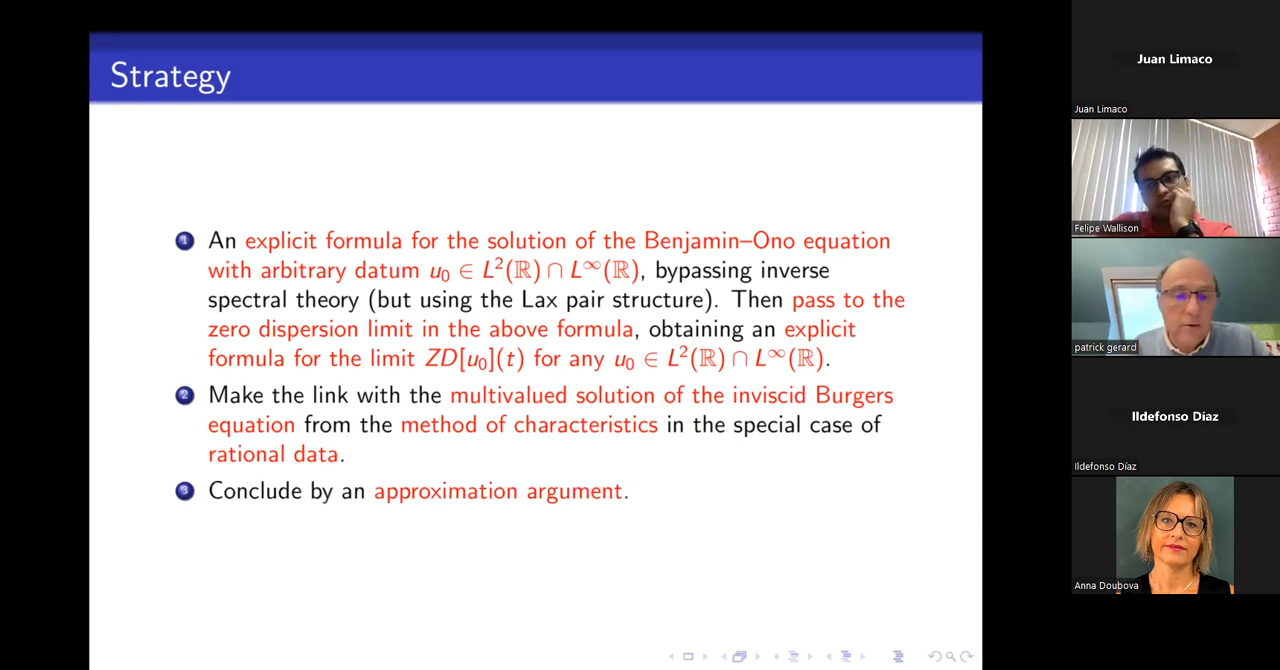 Strategy
1 An explicit formula for the solution of the Benjamin–Ono equation
with arbitrary datum u₀ ∈ L²(ℝ) ∩ L∞(ℝ), bypassing inverse
spectral theory (but using the Lax pair structure). Then pass to the
zero dispersion limit in the above formula, obtaining an explicit
formula for the limit ZD[u₀](t) for any u₀ ∈ L²(ℝ) ∩ L∞(ℝ).
2 Make the link with the multivalued solution of the inviscid Burgers
equation from the method of characteristics in the special case of
rational data.
3 Conclude by an approximation argument.
Juan Limaco
Juan Limaco
Felipe Wallison
patrick gerard
Ildefonso Díaz
Ildefonso Díaz
Anna Doubova